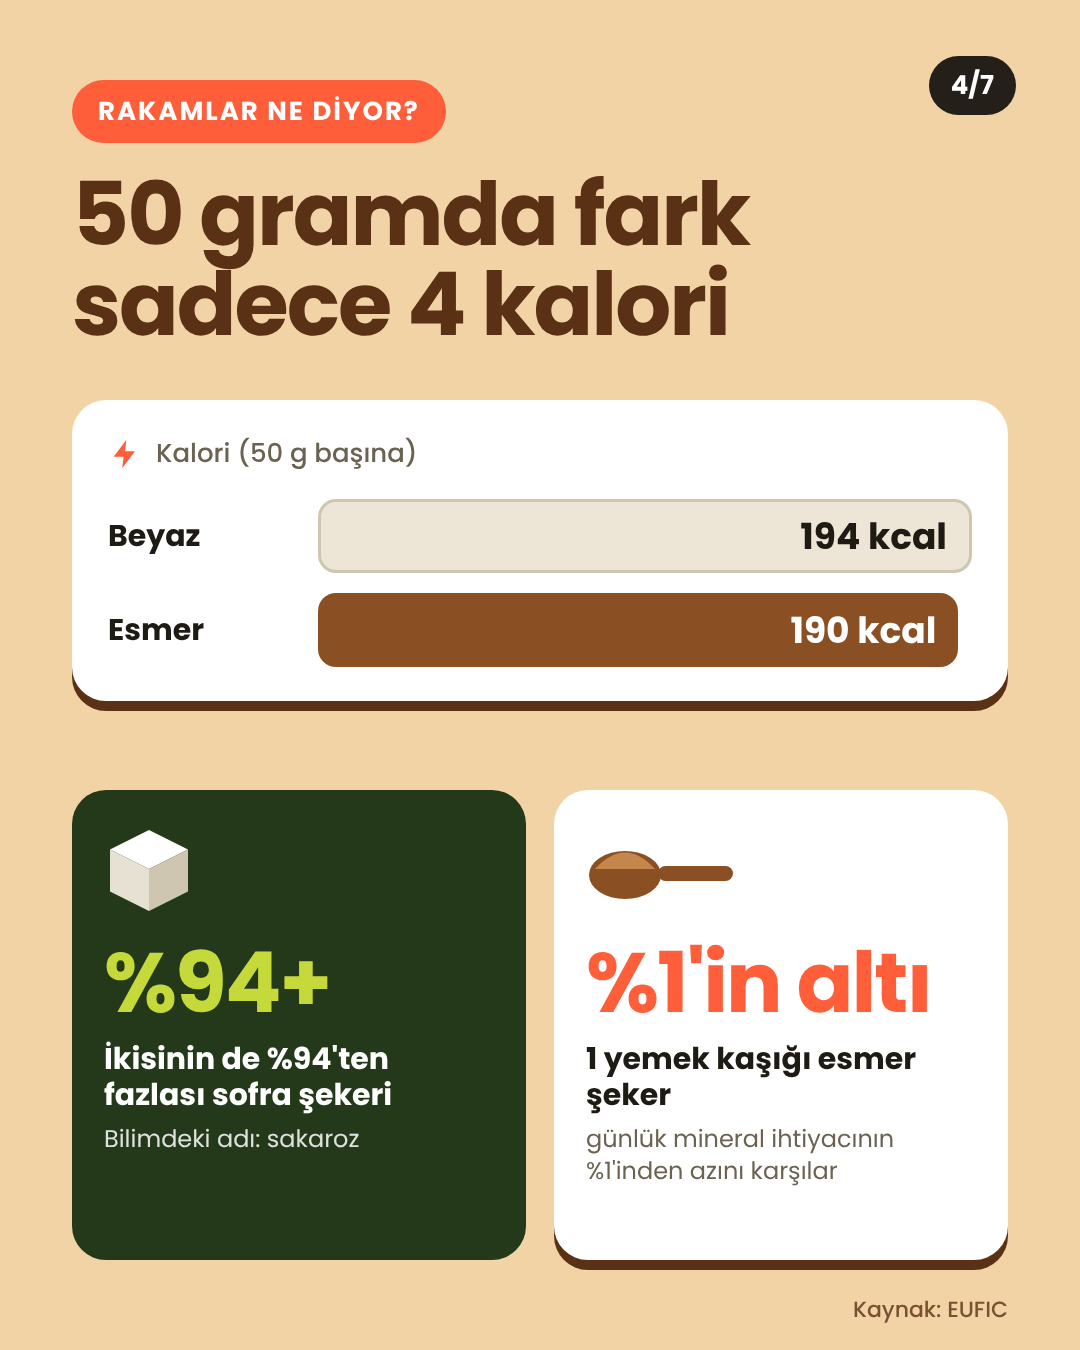 RAKAMLAR NE DİYOR?
4/7
50 gramda fark
sadece 4 kalori
Kalori (50 g başına)
Beyaz
194 kcal
Esmer
190 kcal
%94+
İkisinin de %94'ten
fazlası sofra şekeri
Bilimdeki adı: sakaroz
%1'in altı
1 yemek kaşığı esmer
şeker
günlük mineral ihtiyacının
%1'inden azını karşılar
Kaynak: EUFIC